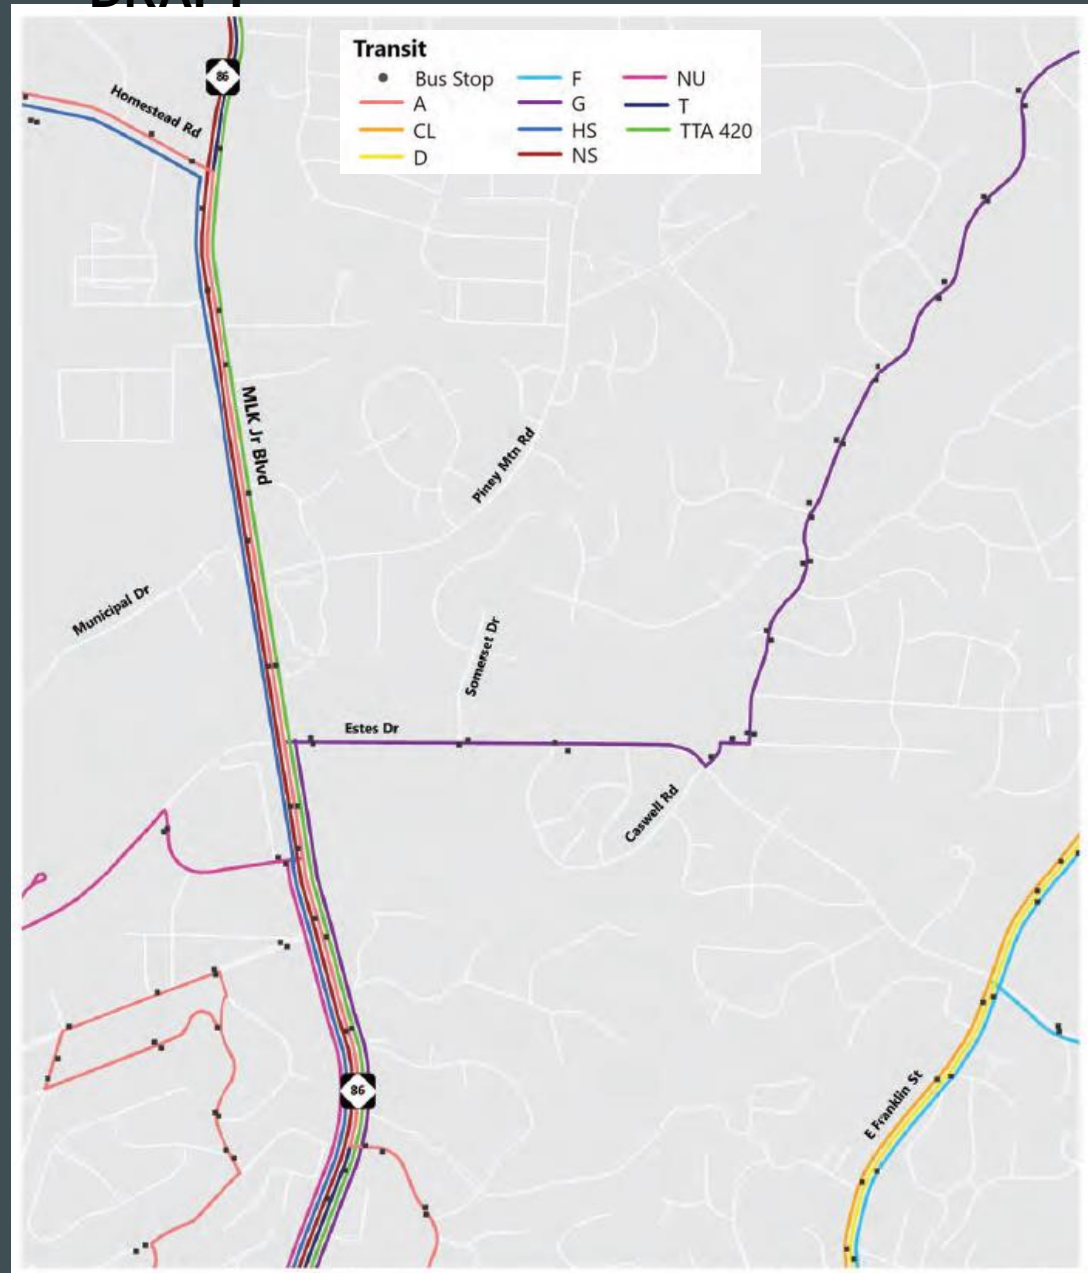 DRAFT
86
Homestead Rd
Transit
Bus Stop
A
CL
D
F
G
HS
NS
NU
T
TTA 420
MLK Jr Blvd
Piney Mtn Rd
Municipal Dr
Somerset Dr
Estes Dr
Caswell Rd
86
E Franklin St